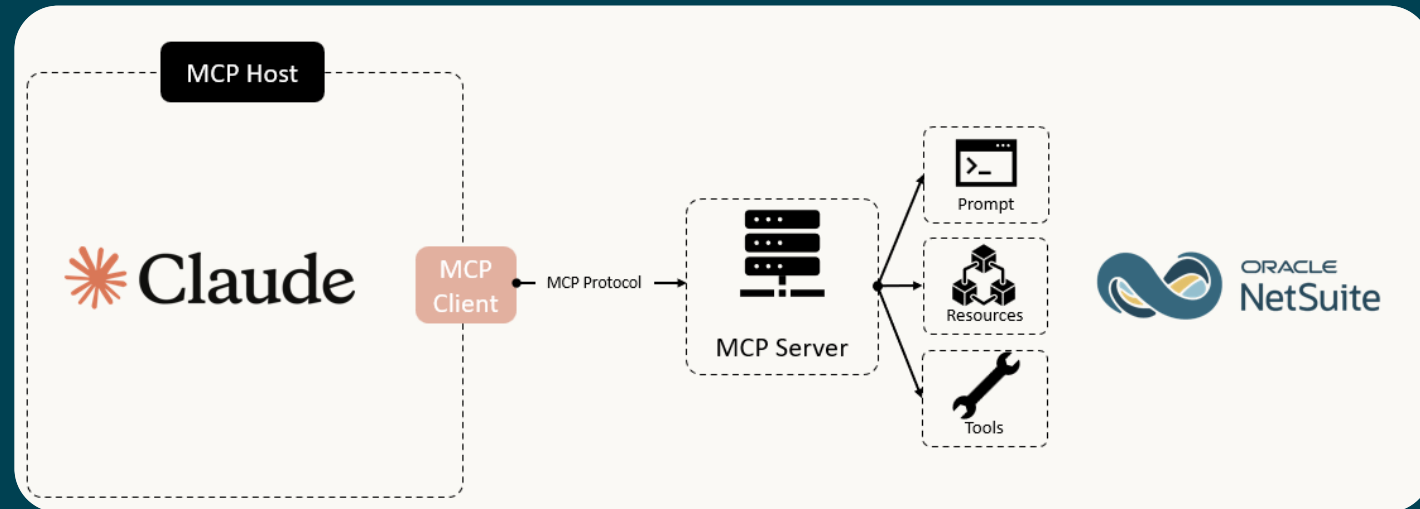 MCP Host
Claude
MCP
Client
MCP Protocol
MCP Server
>_
Prompt
Resources
Tools
ORACLE
NetSuite